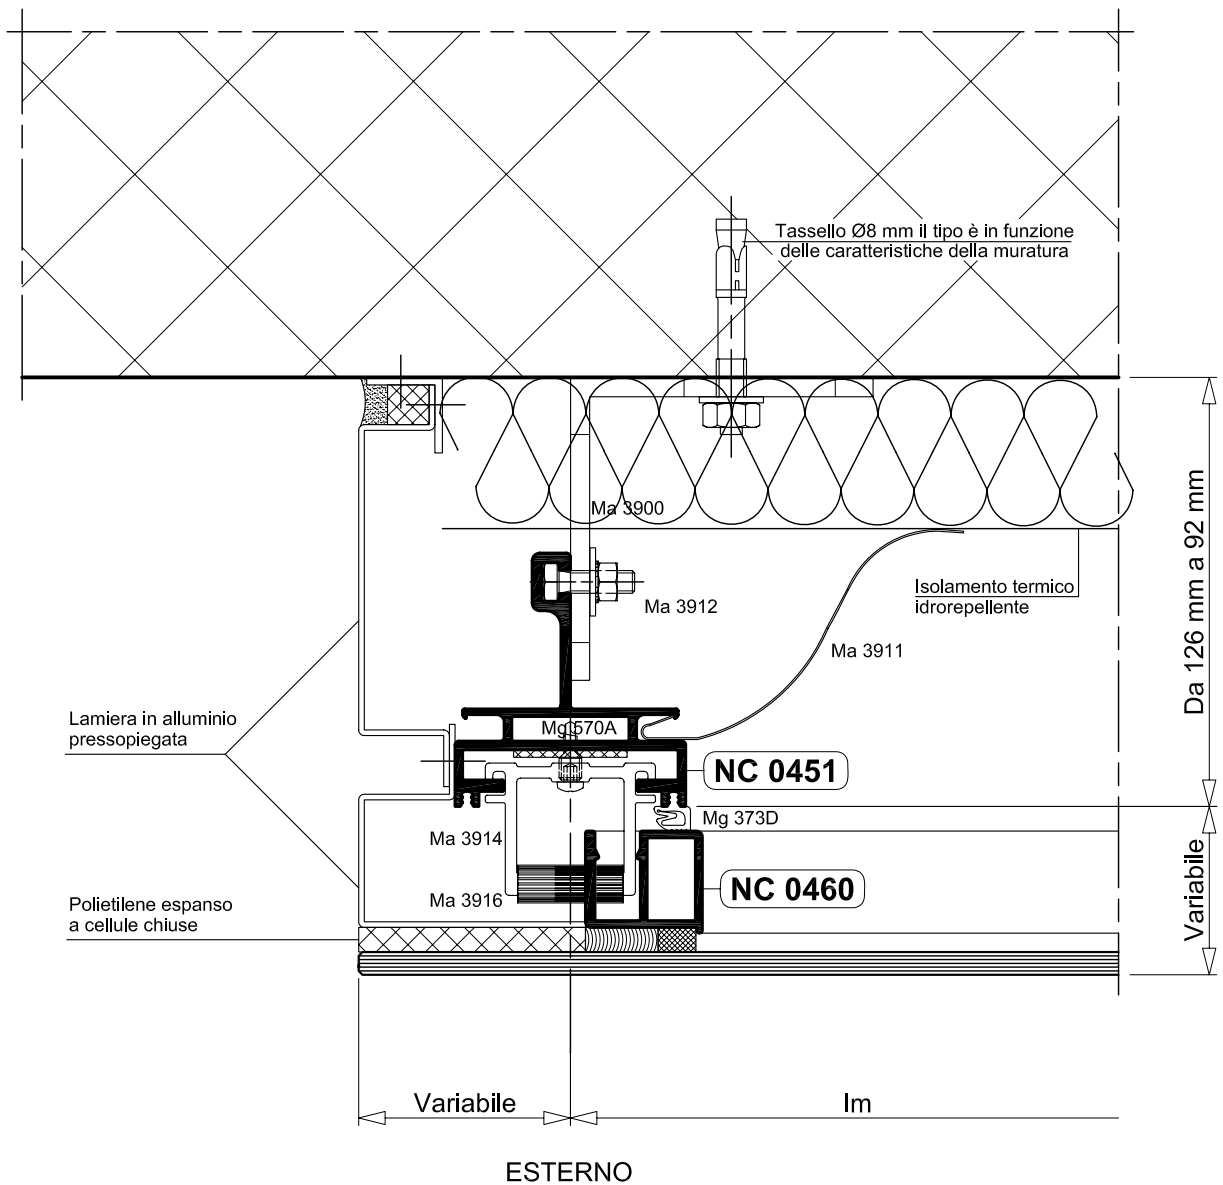 Tassello Ø8 mm il tipo è in funzione
delle caratteristiche della muratura
Ma 3900
Isolamento termico
idrorepellente
Ma 3912
Ma 3911
Da 126 mm a 92 mm
Lamiera in alluminio
pressopiegata
Mg 570A
NC 0451
Mg 373D
Ma 3914
NC 0460
Ma 3916
Variabile
Polietilene espanso
a cellule chiuse
Variabile
Im
ESTERNO